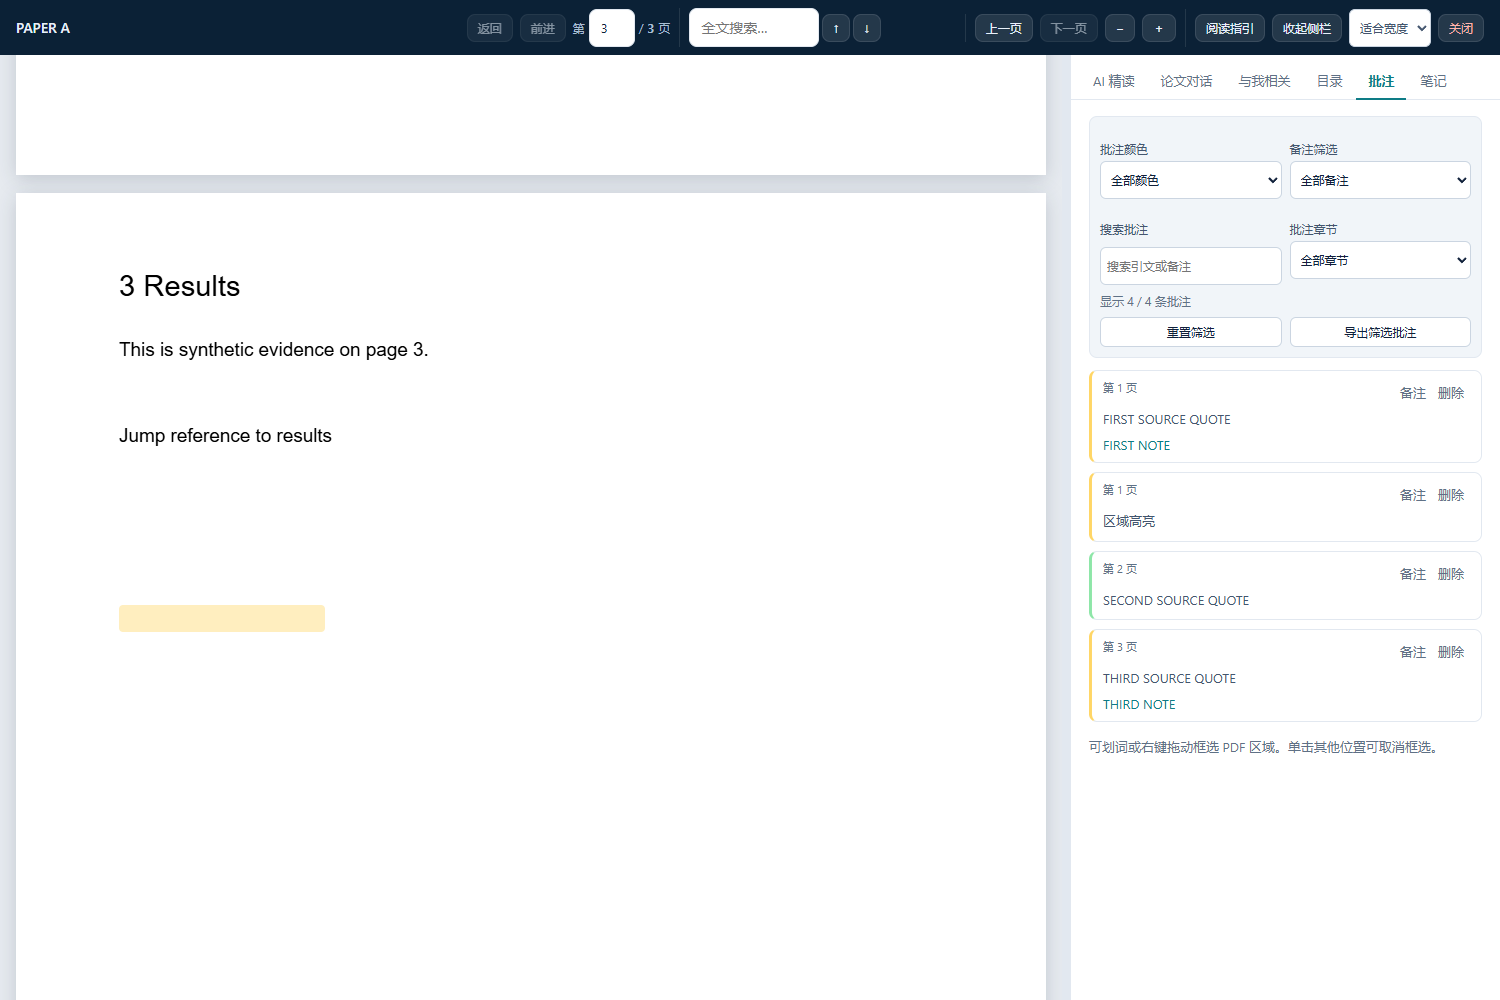 PAPER A
返回 前进 第 3 / 3 页 全文搜索... ↑ ↓ 上一页 下一页 − + 阅读指引 收起侧栏 适合宽度 关闭
3 Results
This is synthetic evidence on page 3.
Jump reference to results
AI 精读 论文对话 与我相关 目录 批注 笔记
批注颜色 备注筛选
全部颜色 全部备注
搜索批注 批注章节
搜索引文或备注 全部章节
显示 4 / 4 条批注
重置筛选 导出筛选批注
第 1 页 备注 删除
FIRST SOURCE QUOTE
FIRST NOTE
第 1 页 备注 删除
区域高亮
第 2 页 备注 删除
SECOND SOURCE QUOTE
第 3 页 备注 删除
THIRD SOURCE QUOTE
THIRD NOTE
可划词或右键拖动框选 PDF 区域。单击其他位置可取消框选。